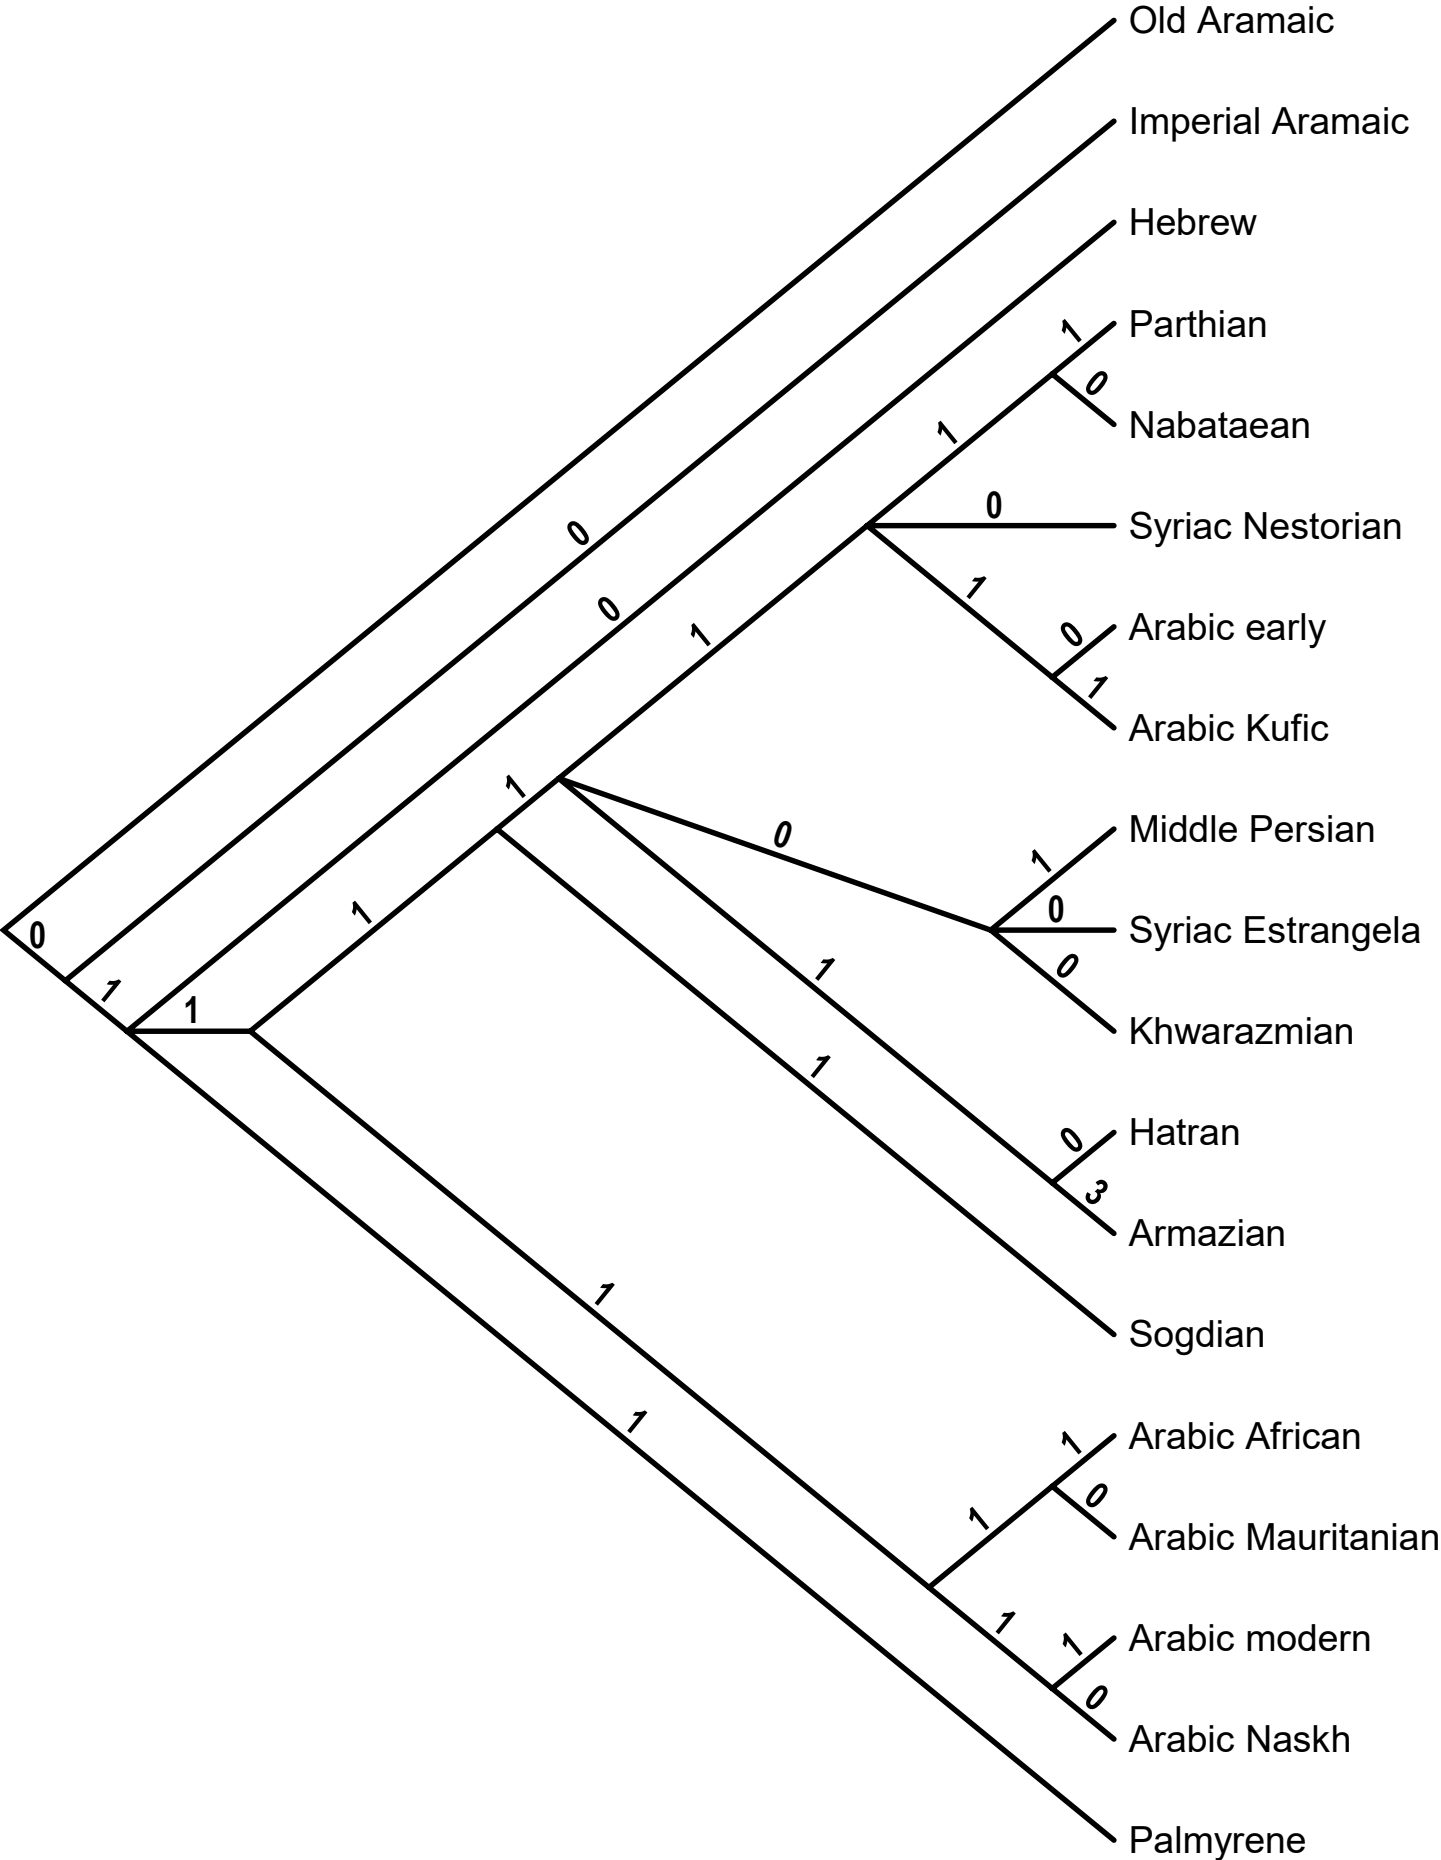 Old Aramaic
Imperial Aramaic
Hebrew
1 Parthian
0 Nabataean
1
0 Syriac Nestorian
0
1
0
0 Arabic early
1
1 Arabic Kufic
1
0 Middle Persian
1
0 Syriac Estrangela
1
0
0 Khwarazmian
1
1
1
1
0 Hatran
3 Armazian
Sogdian
1
1
1 Arabic African
0 Arabic Mauritanian
1
1
1 Arabic modern
0 Arabic Naskh
Palmyrene